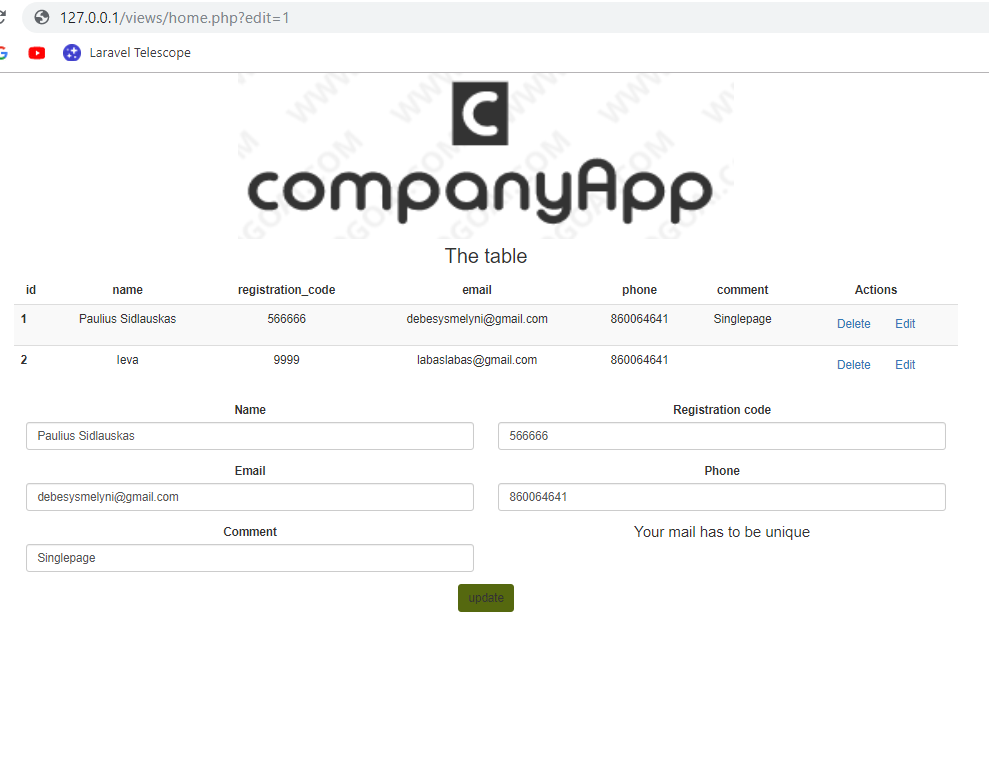 127.0.0.1/views/home.php?edit=1
Laravel Telescope
C
companyApp
The table
id name registration_code email phone comment Actions
1 Paulius Sidlauskas 566666 debesysmelyni@gmail.com 860064641 Singlepage Delete Edit
2 Ieva 9999 labaslabas@gmail.com 860064641 Delete Edit
Name Registration code
Paulius Sidlauskas 566666
Email Phone
debesysmelyni@gmail.com 860064641
Comment Your mail has to be unique
Singlepage
update